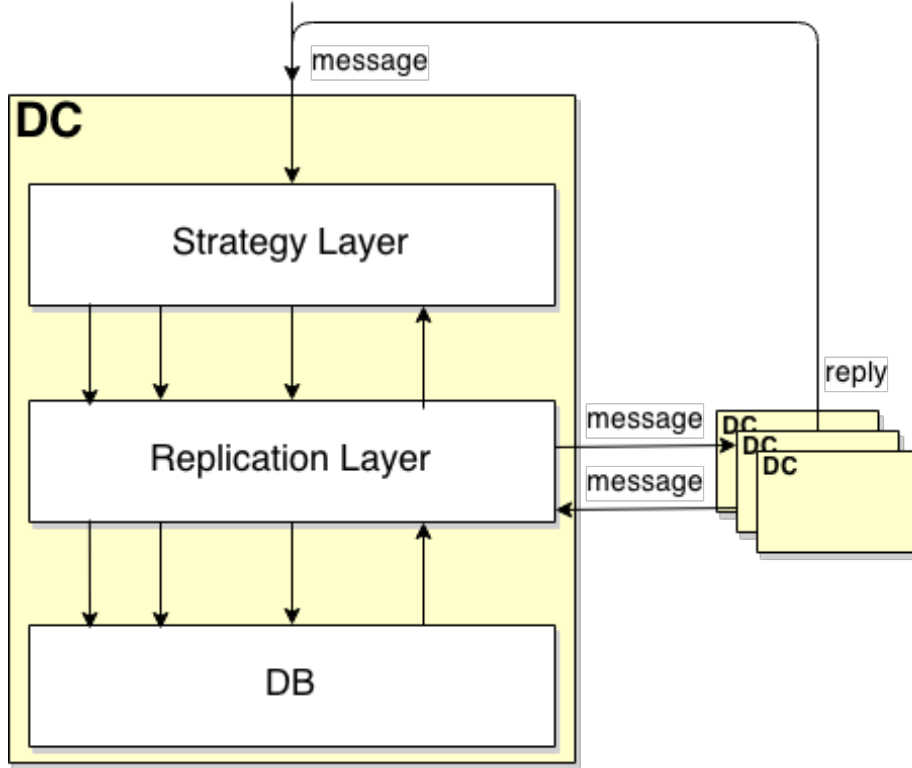 message
DC
Strategy Layer
reply
message
DC
DC
Replication Layer
DC
message
DB